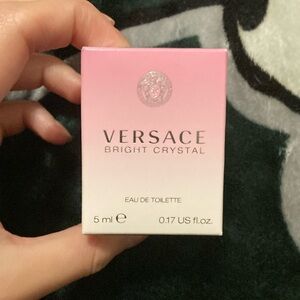 VERSACE
BRIGHT CRYSTAL
EAU DE TOILETTE
5 ml ℮ 0.17 US fl.oz.